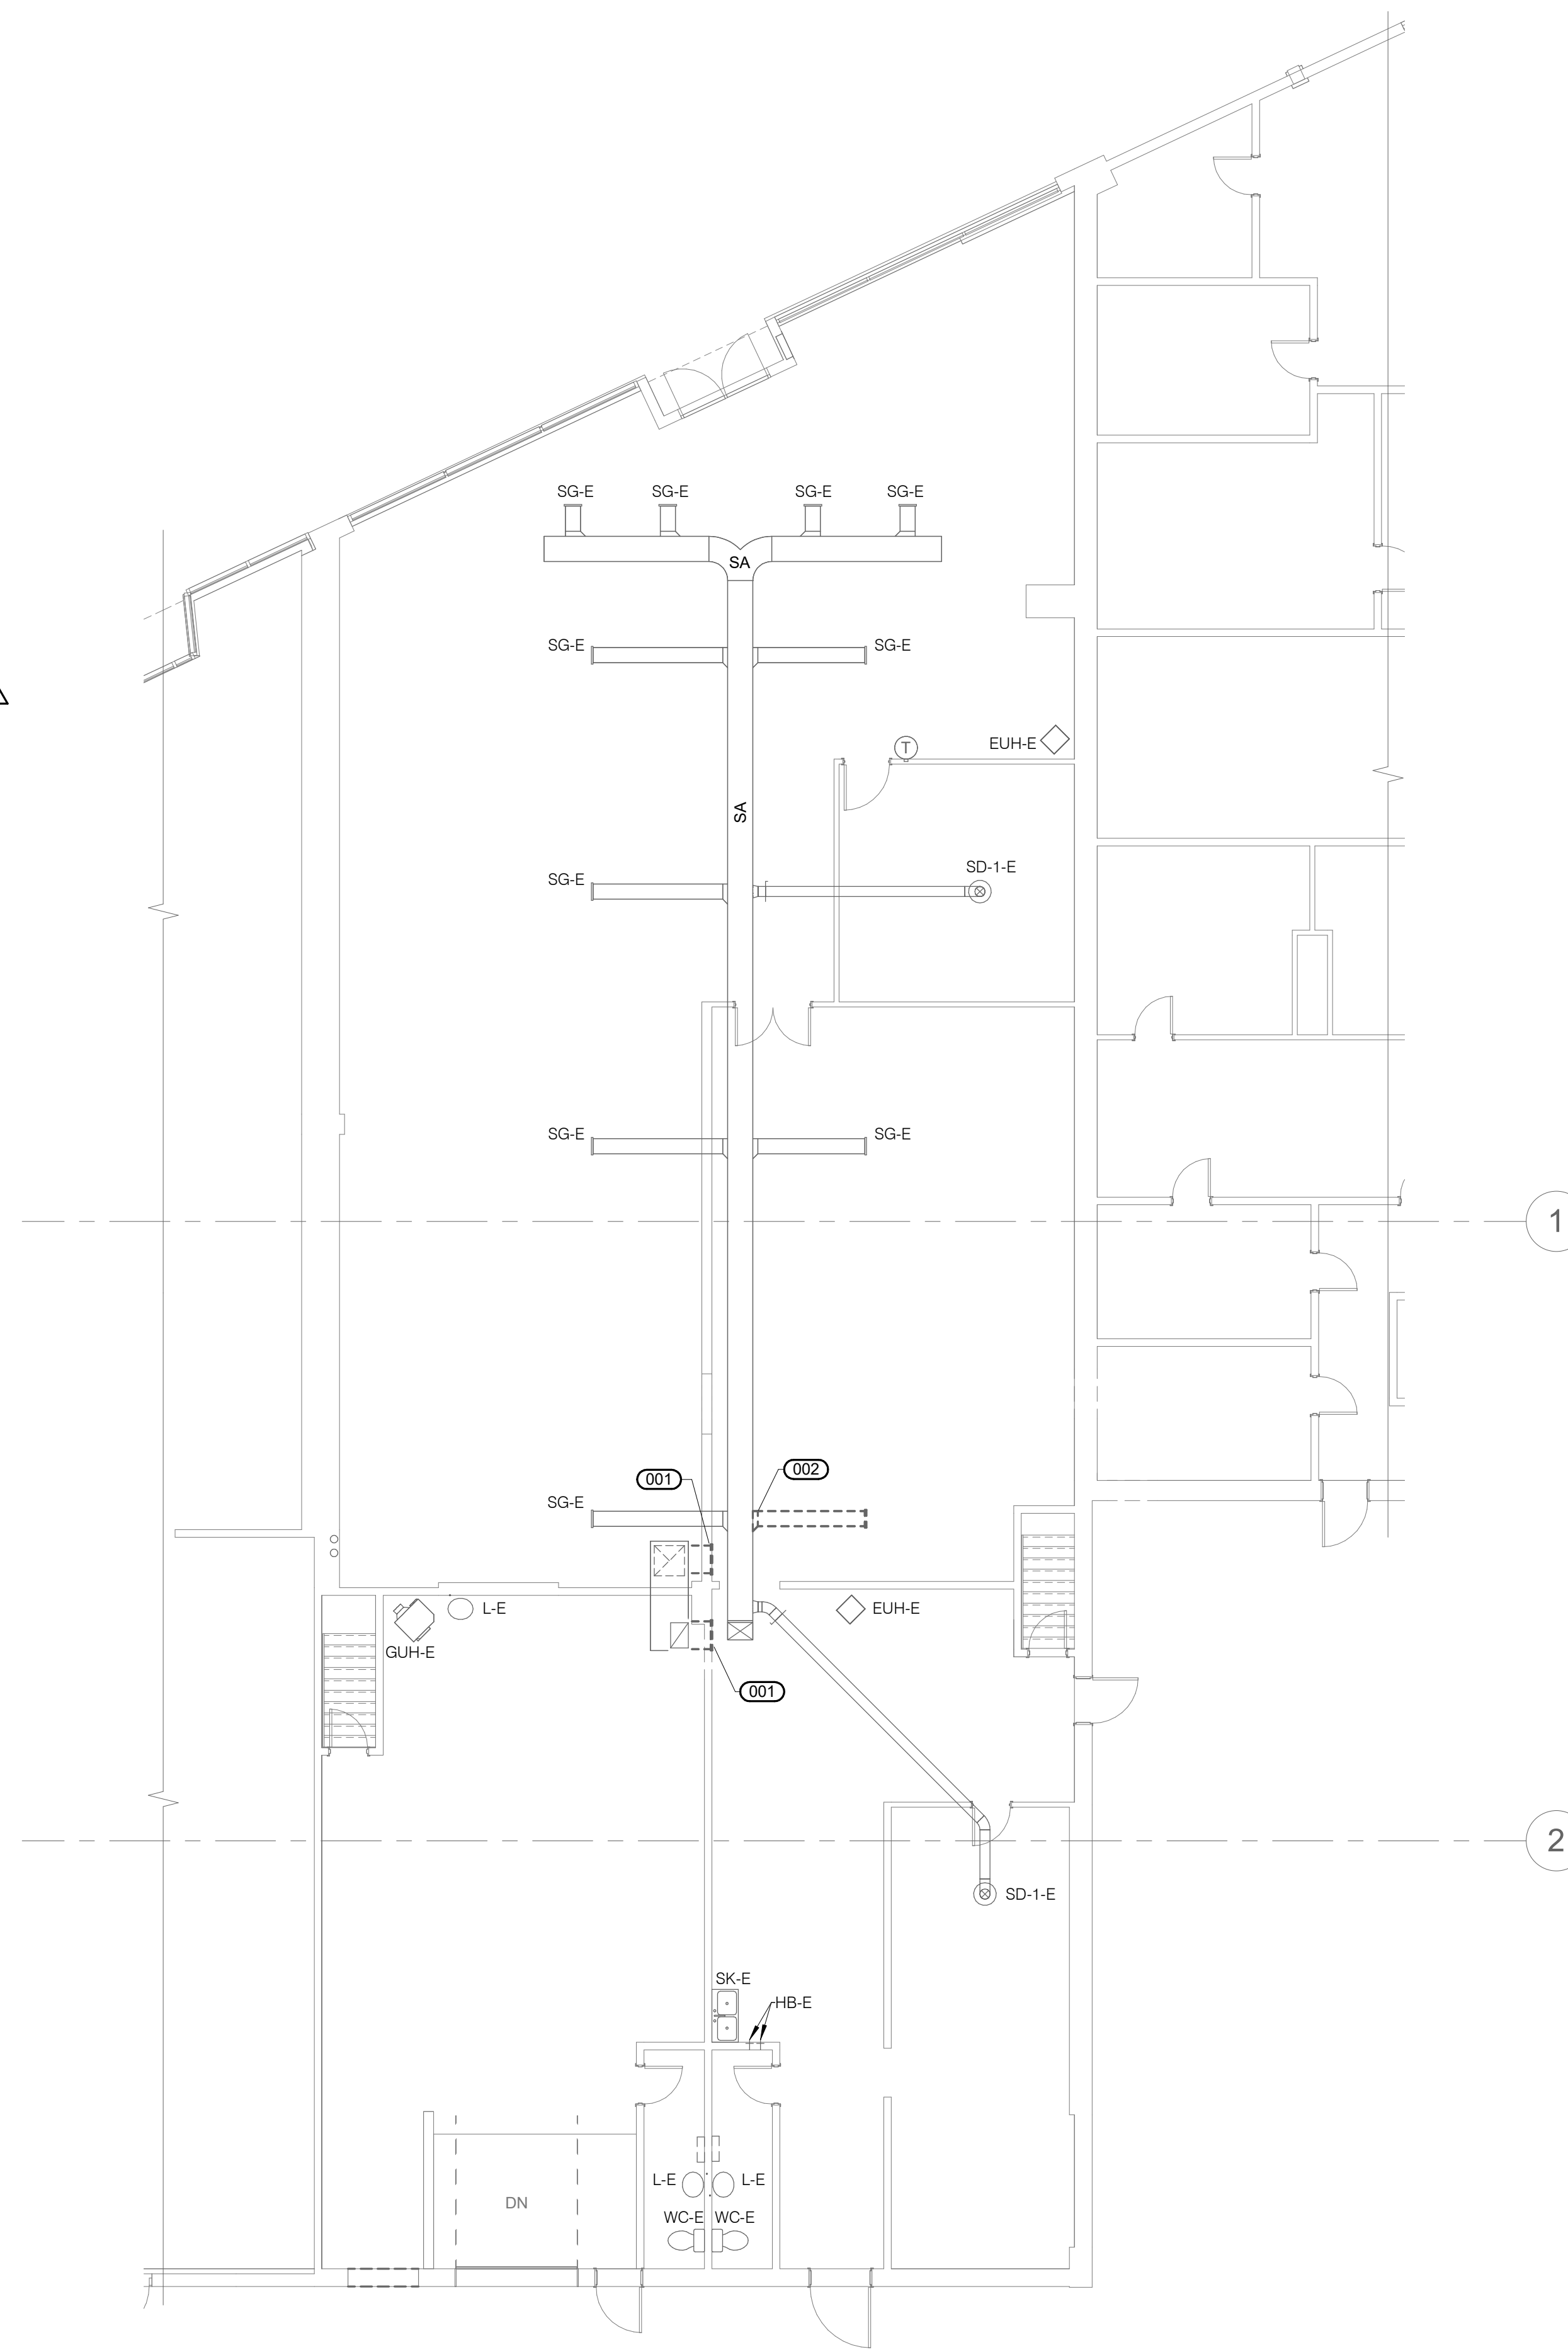 SG-E SG-E SG-E SG-E
SA
SG-E SG-E
EUH-E T
SA
SG-E SD-1-E
SG-E SG-E
1
001 002
SG-E
L-E EUH-E
GUH-E
001
2
SD-1-E
SK-E
HB-E
L-E L-E
DN
WC-E WC-E